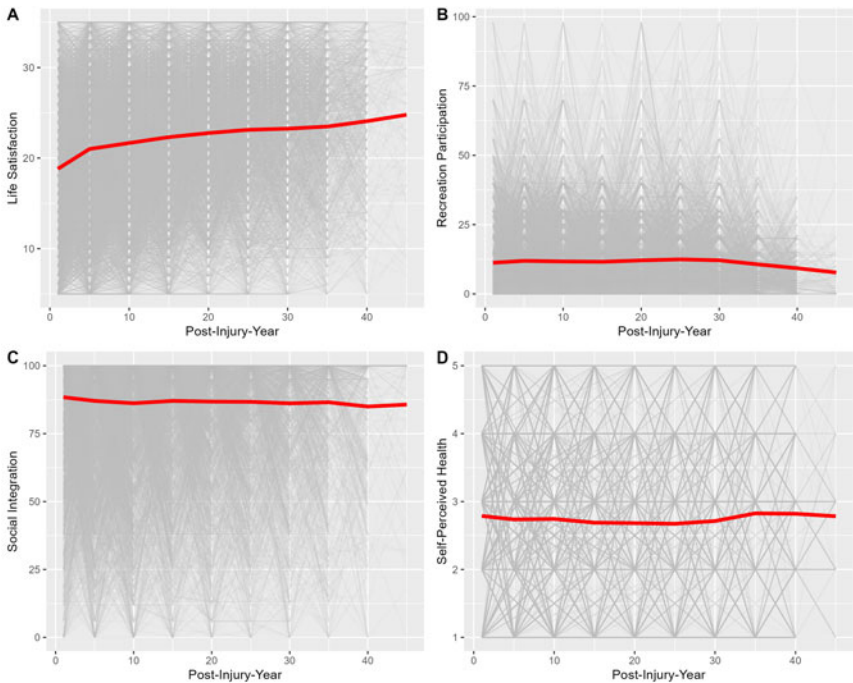 A
Life Satisfaction
30
20
10
0 10 20 30 40
Post-Injury-Year
B
Recreation Participation
100
75
50
25
0
0 10 20 30 40
Post-Injury-Year
C
Social Integration
100
75
50
25
0
0 10 20 30 40
Post-Injury-Year
D
Self-Perceived Health
5
4
3
2
1
0 10 20 30 40
Post-Injury-Year